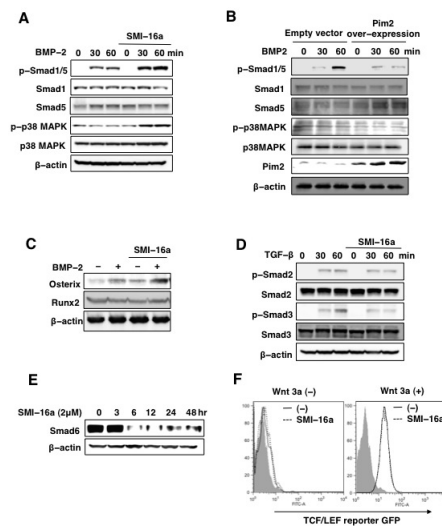 A
SMI-16a
BMP-2 0 30 60 0 30 60 min
p-Smad1/5
Smad1
Smad5
p-p38 MAPK
p38 MAPK
β-actin
B
Empty vector Pim2 over-expression
BMP2 0 30 60 0 30 60 min
p-Smad1/5
Smad1
Smad5
p-p38MAPK
p38MAPK
Pim2
β-actin
C
SMI-16a
BMP-2 − + − +
Osterix
Runx2
β-actin
D
SMI-16a
TGF-β 0 30 60 0 30 60 min
p-Smad2
Smad2
p-Smad3
Smad3
β-actin
E
SMI-16a (2μM) 0 3 6 12 24 48 hr
Smad6
β-actin
F
Wnt 3a (-) Wnt 3a (+)
(-) (-)
SMI-16a SMI-16a
FITC-A FITC-A
TCF/LEF reporter GFP